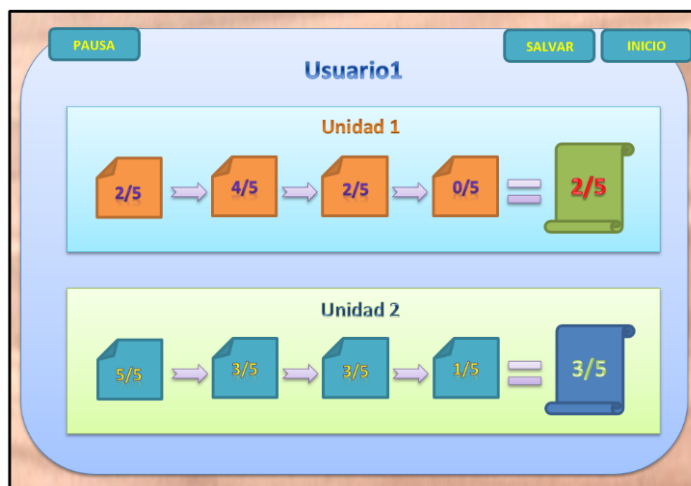 PAUSA
SALVAR
INICIO
Usuario1
Unidad 1
2/5
4/5
2/5
0/5
2/5
Unidad 2
5/5
3/5
3/5
1/5
3/5